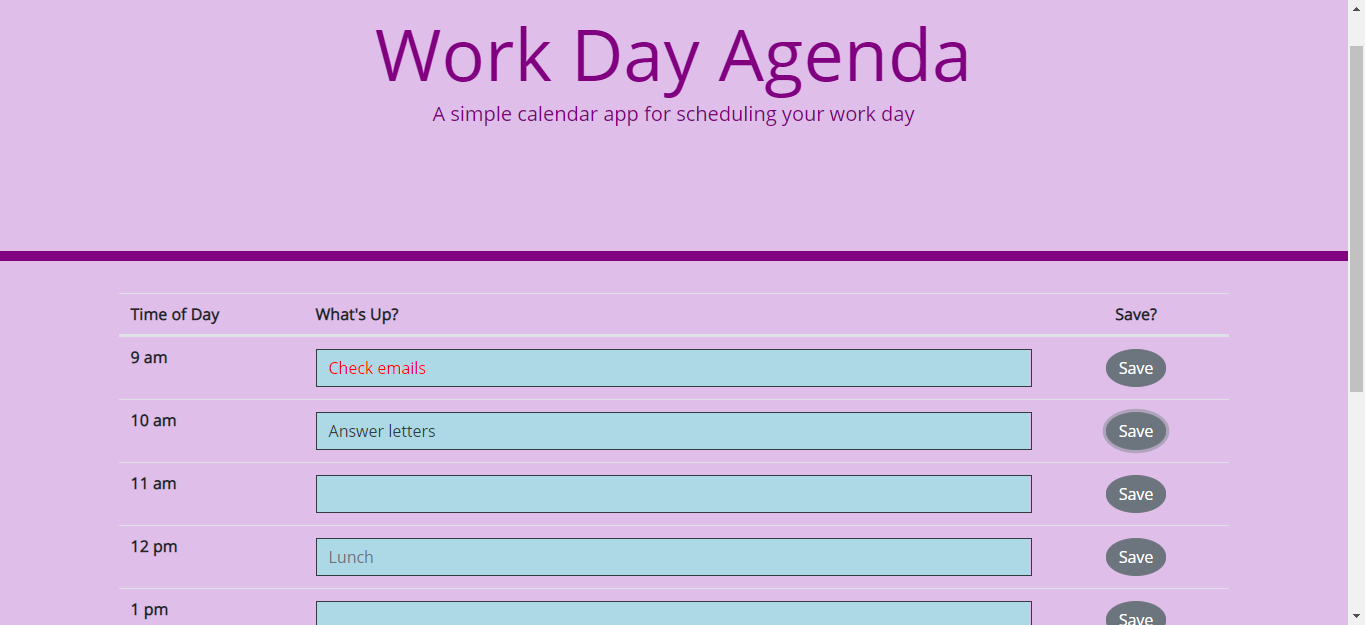 Work Day Agenda
A simple calendar app for scheduling your work day
Time of Day What's Up? Save?
9 am Check emails Save
10 am Answer letters Save
11 am Save
12 pm Lunch Save
1 pm Save